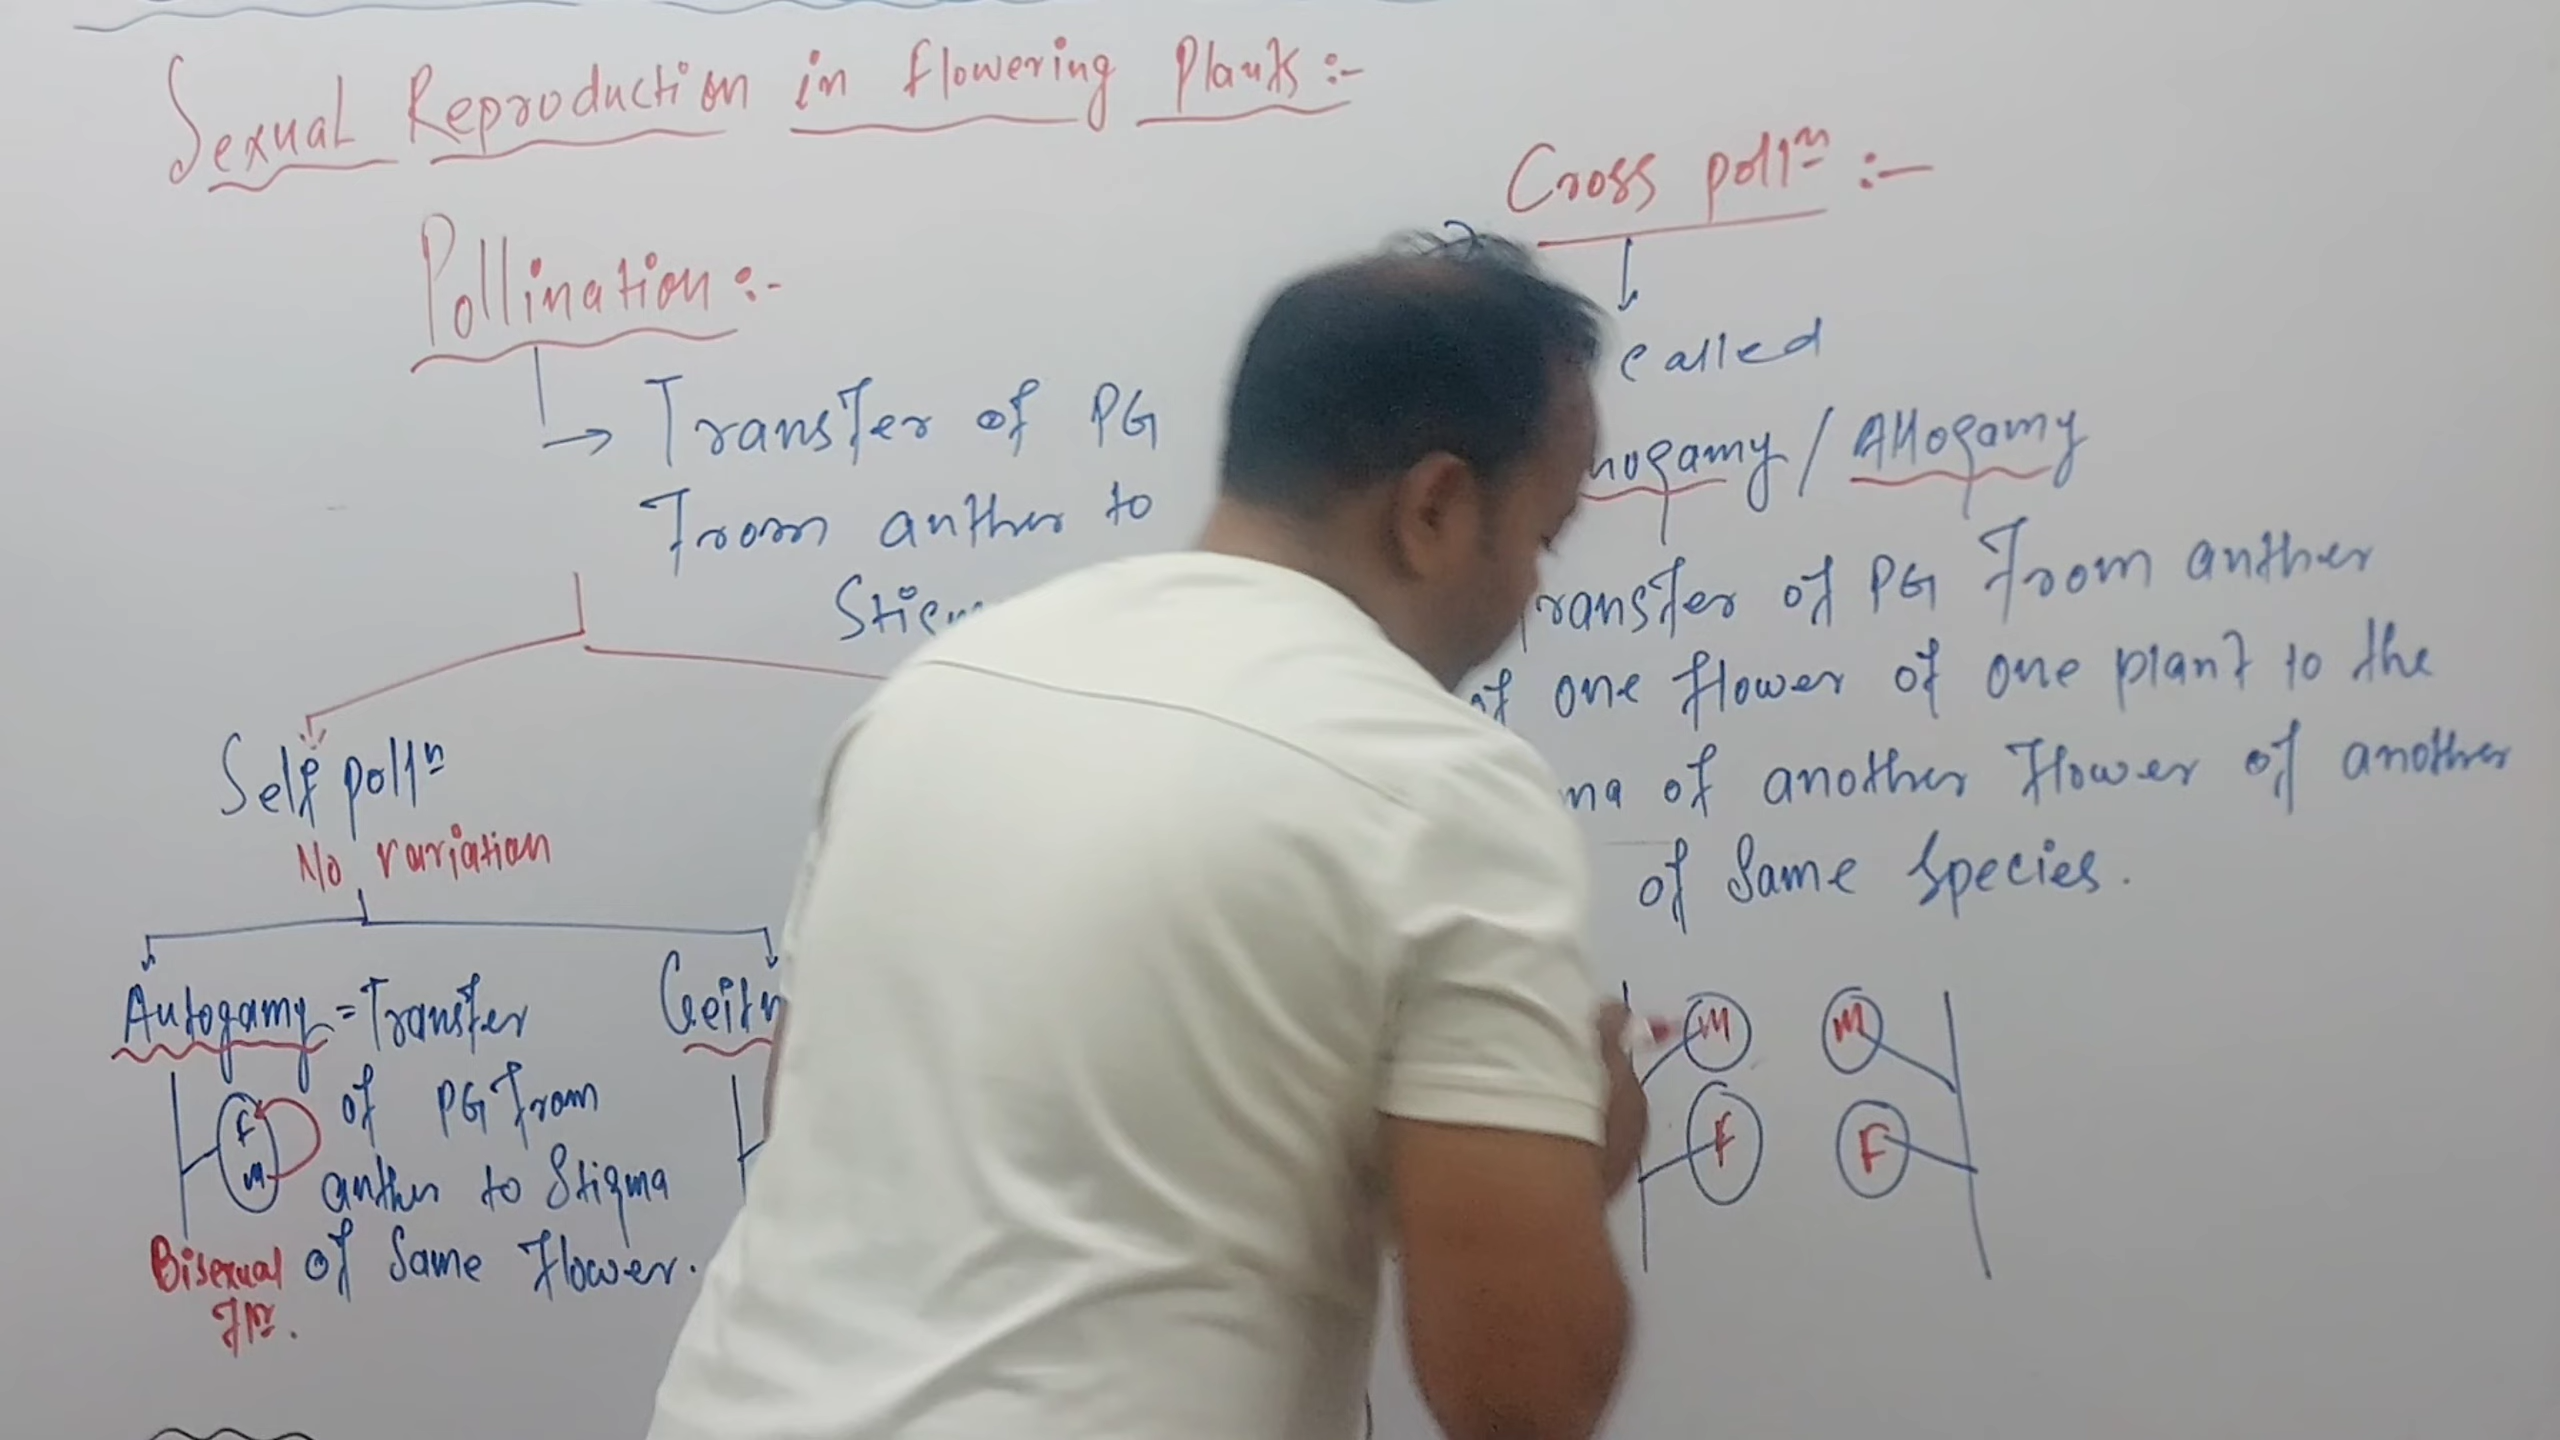 Sexual Reproduction in flowering Plants :-
Pollination :-
Transfer of PG
From anther to
Self pollⁿ
No variation
Autogamy = Transfer
of PG From
anther to Stigma
of Same Flower.
Bisexual
F
m
Cross pollⁿ :-
called
/ Allogamy
of PG From anther
of one flower of one plant to the
of another Flower of another
of Same Species.
M M
F F